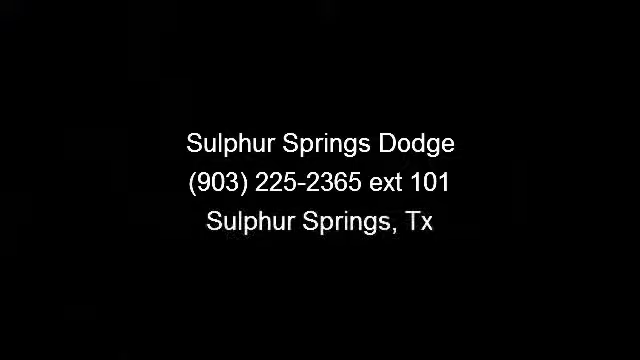 Sulphur Springs Dodge
(903) 225-2365 ext 101
Sulphur Springs, Tx